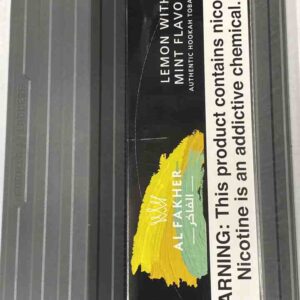 LEMON WITH
MINT FLAVO
AUTHENTIC HOOKAH TOBA
AL FAKHER
الفاخر
ARNING: This product contains nico
Nicotine is an addictive chemical.